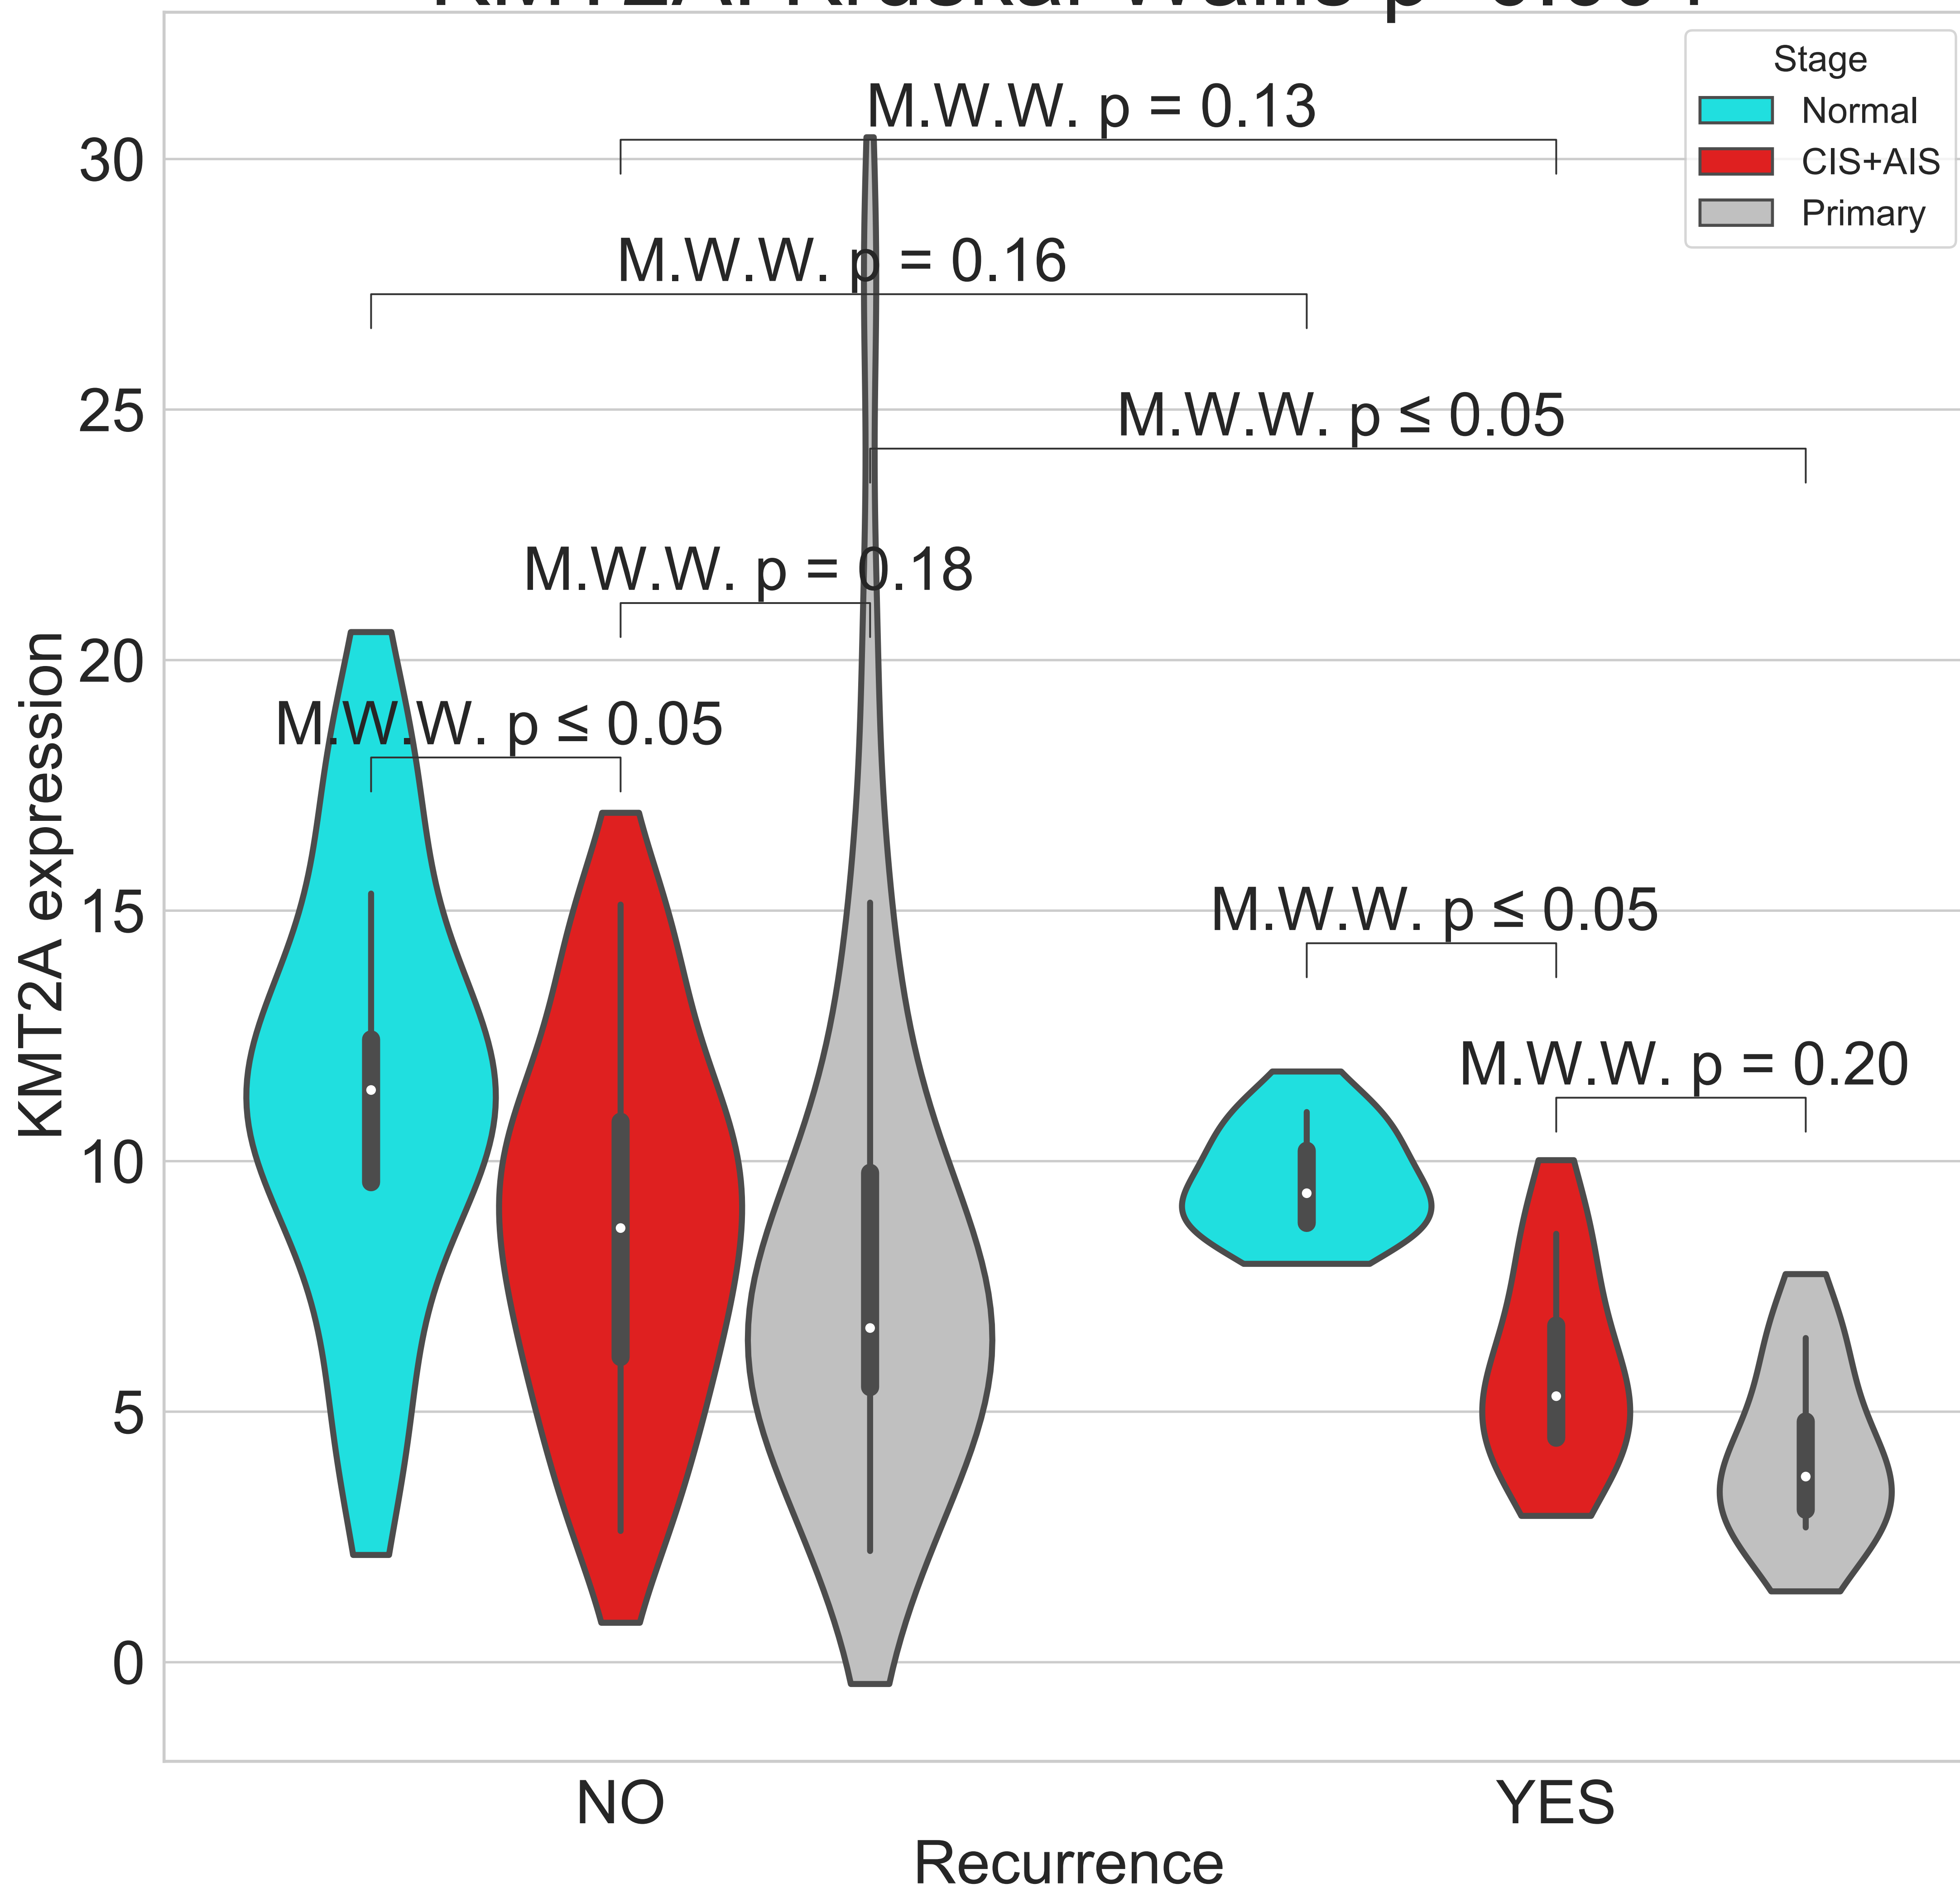 Stage
Normal
CIS+AIS
Primary
M.W.W. p = 0.13
M.W.W. p = 0.16
M.W.W. p ≤ 0.05
M.W.W. p = 0.18
M.W.W. p ≤ 0.05
M.W.W. p ≤ 0.05
M.W.W. p = 0.20
30
25
20
15
10
5
0
KMT2A expression
NO
YES
Recurrence